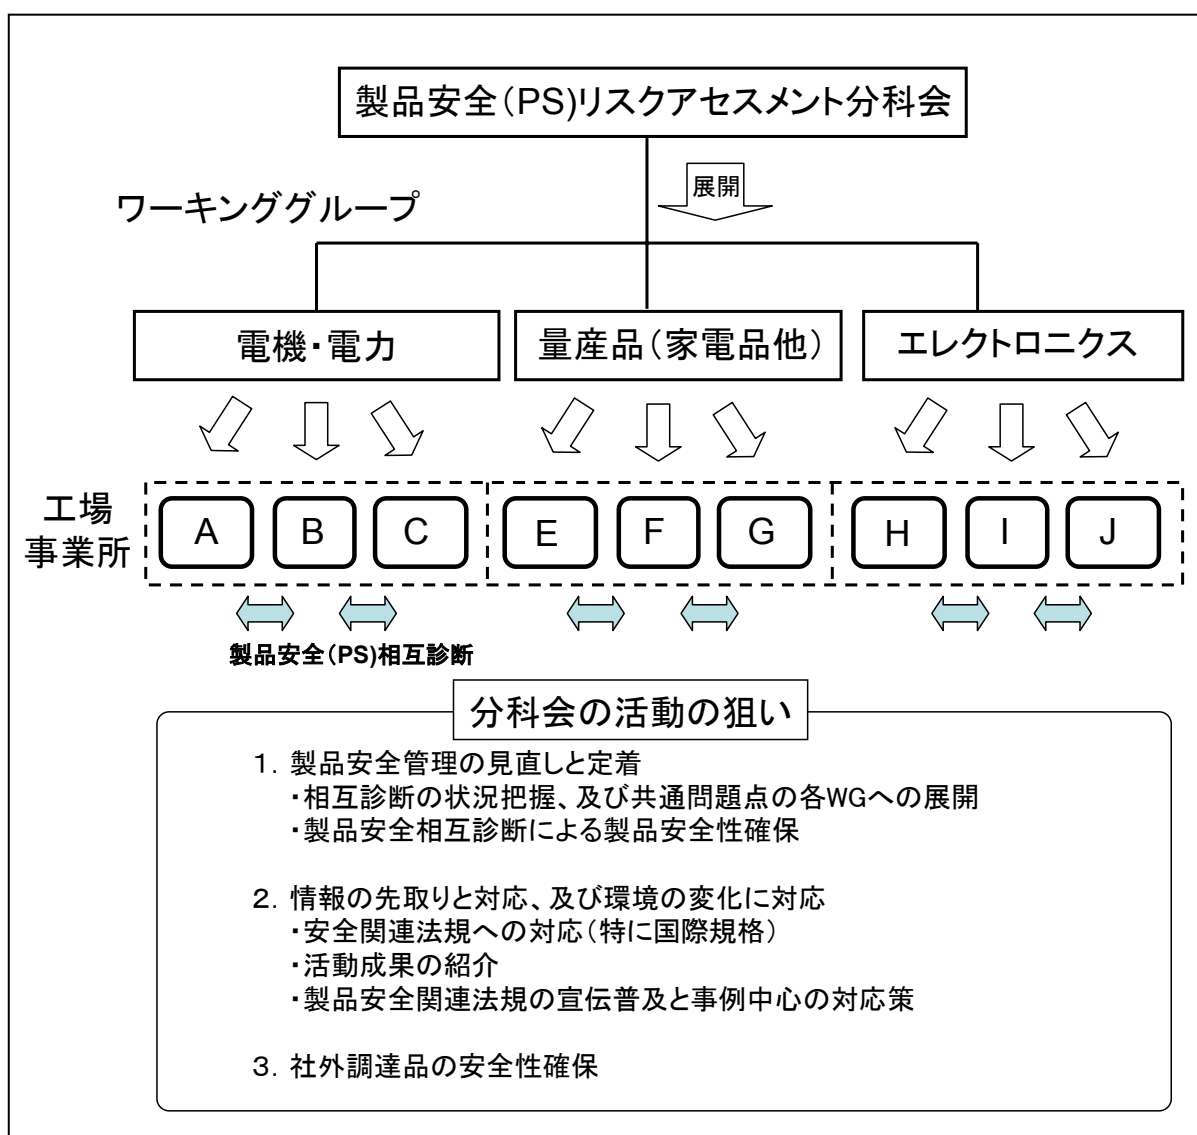 製品安全(PS)リスクアセスメント分科会
展開
ワーキンググループ
電機・電力
量産品(家電品他)
エレクトロニクス
工場
事業所
A B C E F G H I J
製品安全(PS)相互診断
分科会の活動の狙い
1. 製品安全管理の見直しと定着
・相互診断の状況把握、及び共通問題点の各WGへの展開
・製品安全相互診断による製品安全性確保
2. 情報の先取りと対応、及び環境の変化に対応
・安全関連法規への対応(特に国際規格)
・活動成果の紹介
・製品安全関連法規の宣伝普及と事例中心の対応策
3. 社外調達品の安全性確保